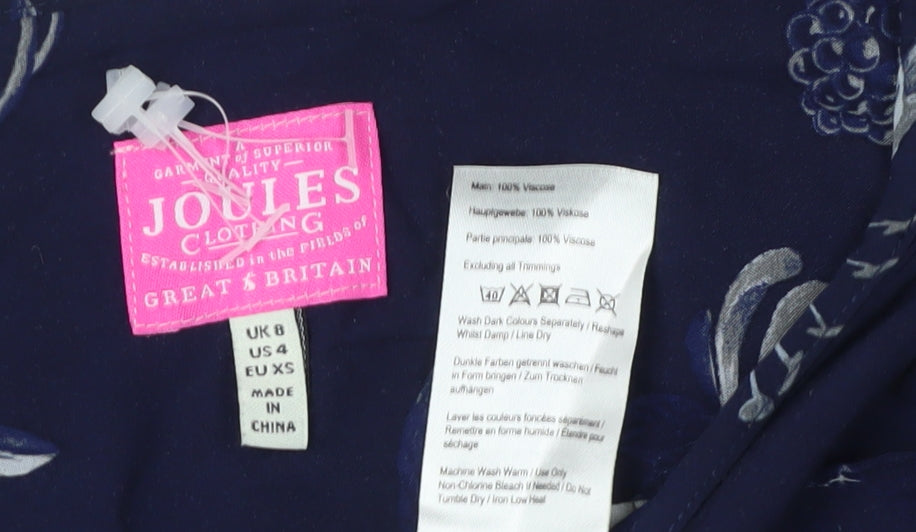 A
GARMENT of SUPERIOR
QUALITY
JOULES
CLOTHING
ESTABLISHED in the FIELDS of
GREAT BRITAIN
UK 8
US 4
EU XS
MADE
IN
CHINA
Main: 100% Viscose
Hauptgewebe: 100% Viskose
Partie principale: 100% Viscose
Excluding all Trimmings
40
Wash Dark Colours Separately / Reshape
Whilst Damp / Line Dry
Dunkle Farben getrennt waschen / Feucht
in Form bringen / Zum Trocknen
aufhängen
Laver les couleurs foncées séparément /
Remettre en forme humide / Étendre pour
séchage
Machine Wash Warm / Use Only
Non-Chlorine Bleach If Needed / Do Not
Tumble Dry / Iron Low Heat